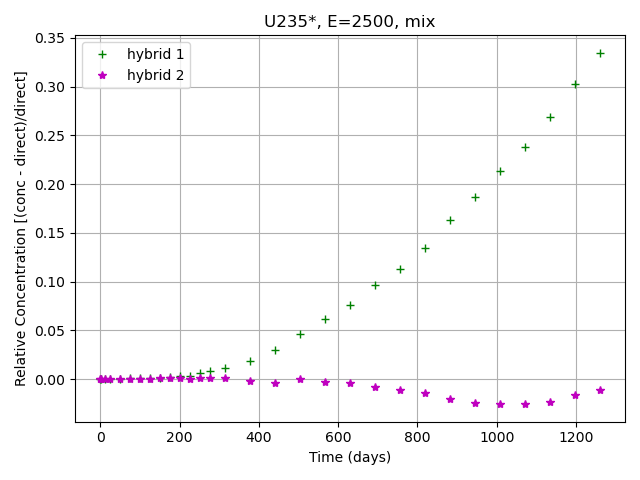 U235*, E=2500, mix
hybrid 1
hybrid 2
Relative Concentration [(conc - direct)/direct]
0.35
0.30
0.25
0.20
0.15
0.10
0.05
0.00
0 200 400 600 800 1000 1200
Time (days)